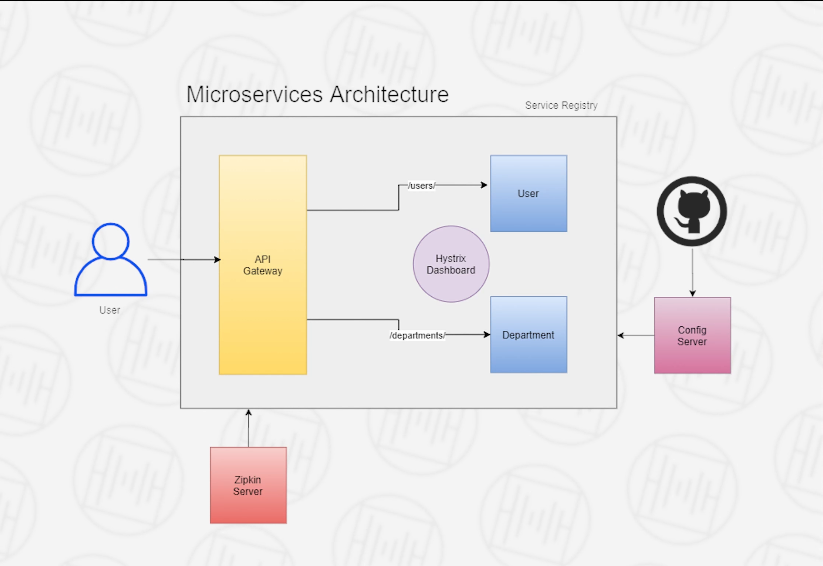 Microservices Architecture
Service Registry
/users/
User
API
Gateway
Hystrix
Dashboard
User
/departments/
Department
Config
Server
Zipkin
Server